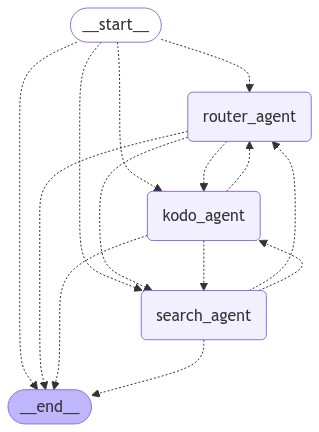 __start__
router_agent
kodo_agent
search_agent
__end__